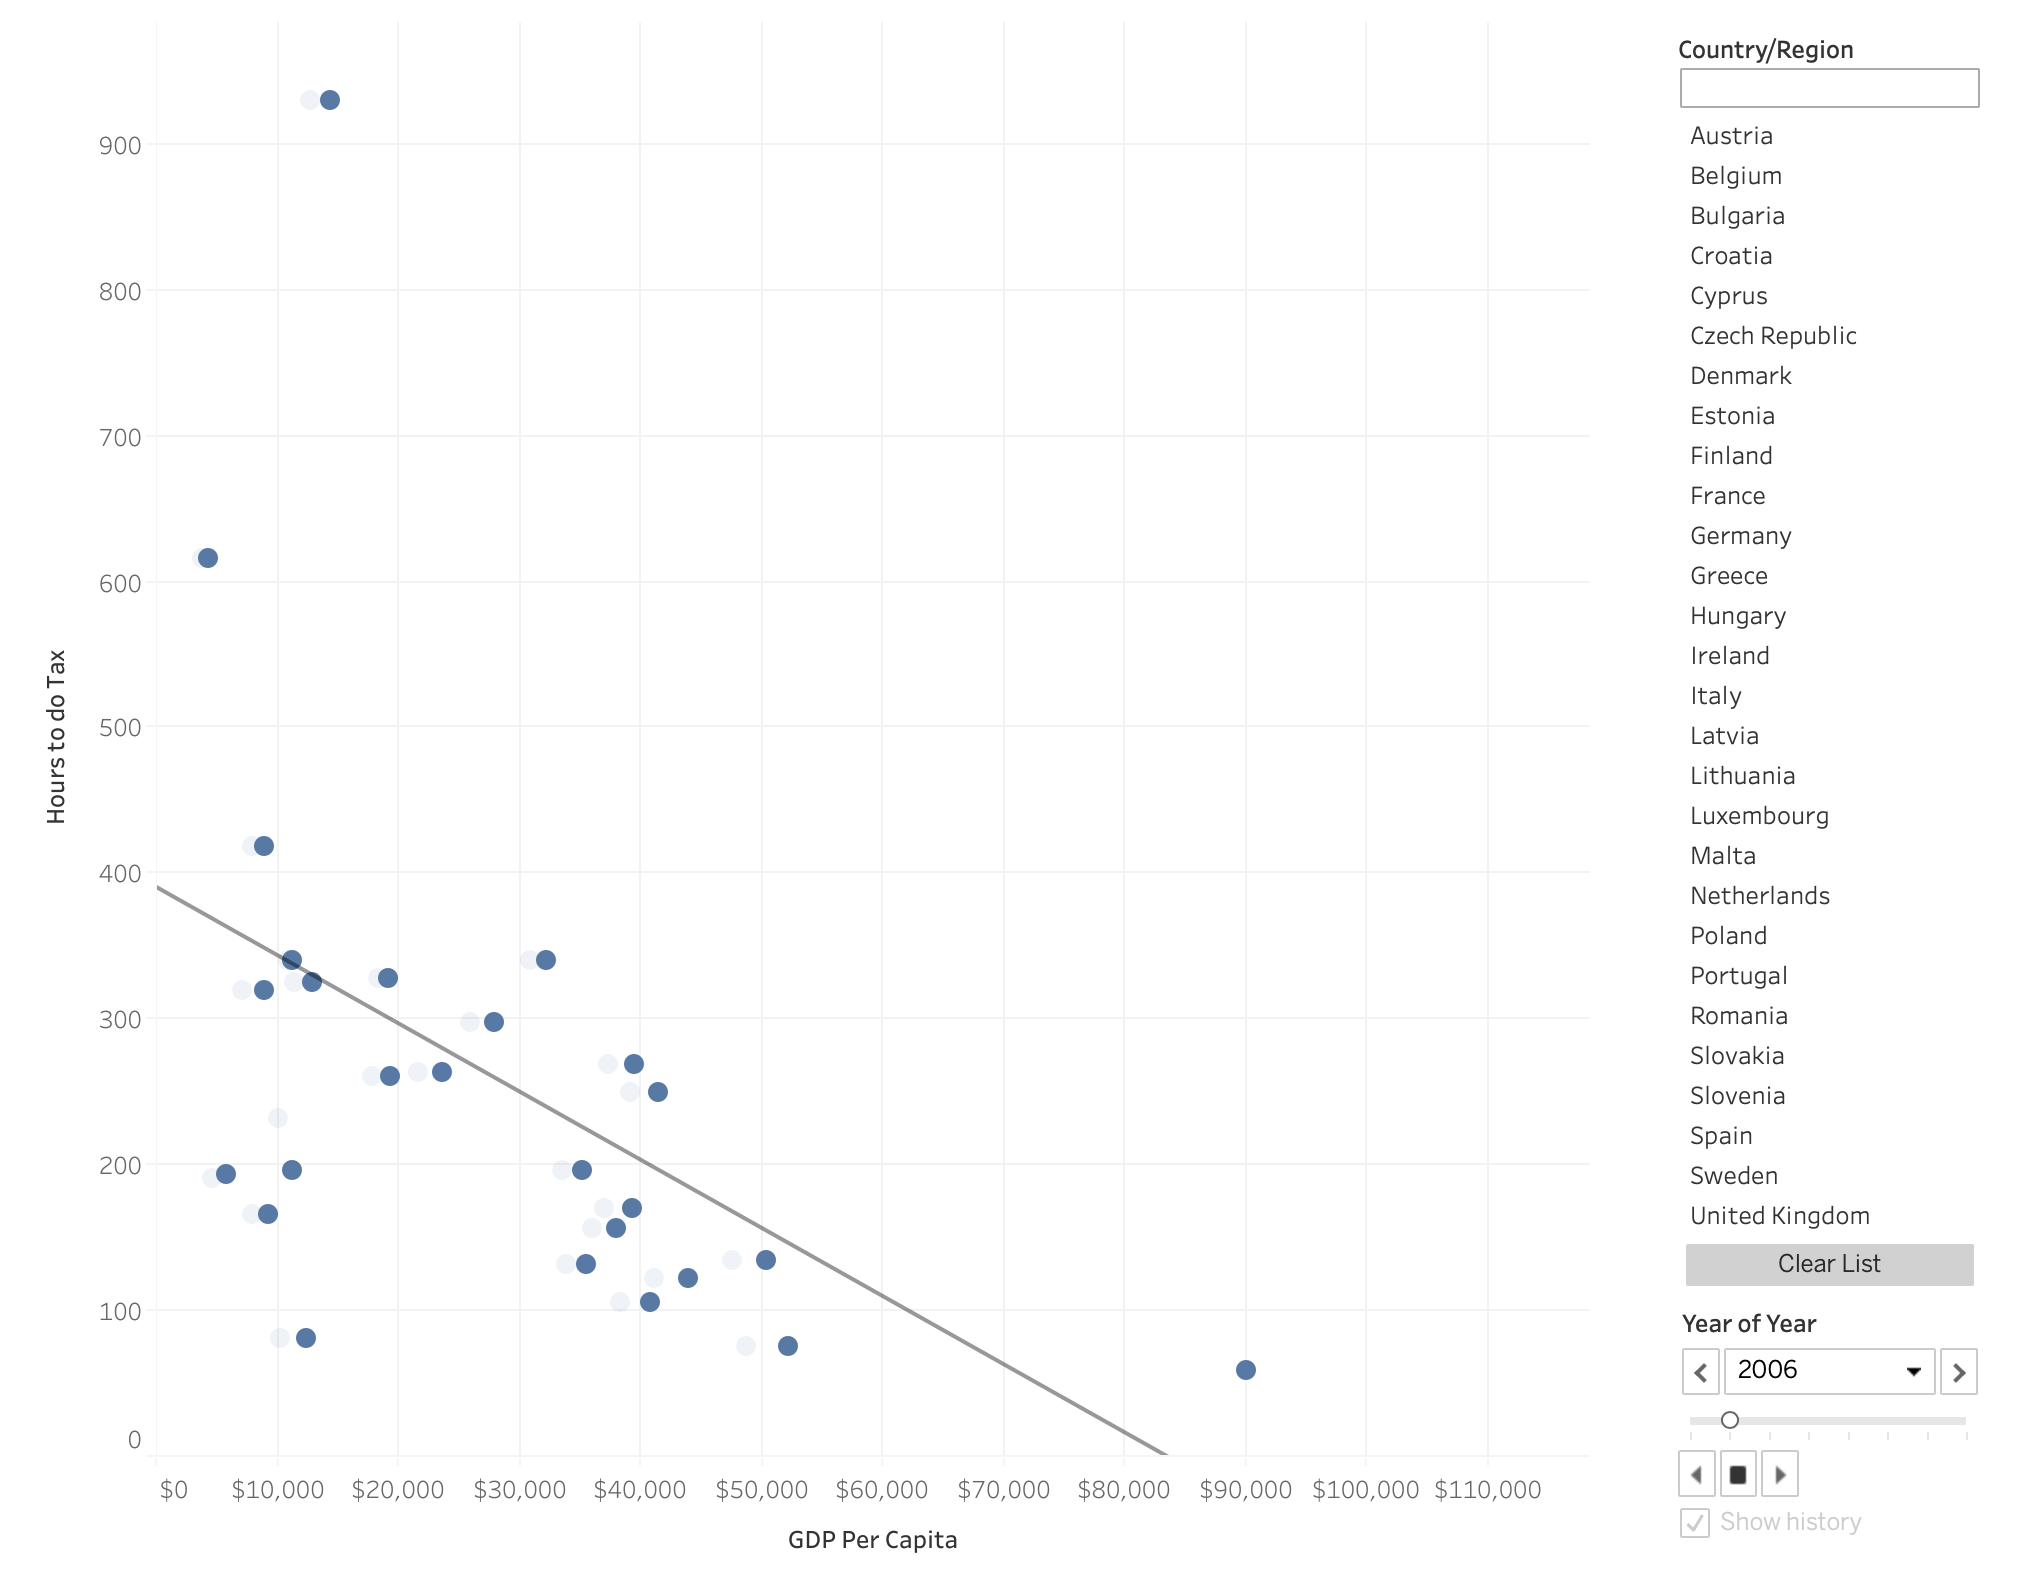 900
800
700
600
500
400
300
200
100
0
Hours to do Tax
$0 $10,000 $20,000 $30,000 $40,000 $50,000 $60,000 $70,000 $80,000 $90,000 $100,000 $110,000
GDP Per Capita
Country/Region
Austria
Belgium
Bulgaria
Croatia
Cyprus
Czech Republic
Denmark
Estonia
Finland
France
Germany
Greece
Hungary
Ireland
Italy
Latvia
Lithuania
Luxembourg
Malta
Netherlands
Poland
Portugal
Romania
Slovakia
Slovenia
Spain
Sweden
United Kingdom
Clear List
Year of Year
2006
Show history